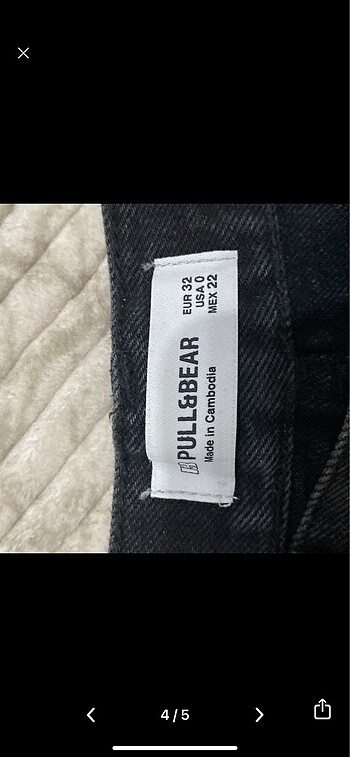 PULL&BEAR
Made in Cambodia
EUR 32
USA 0
MEX 22
4/5